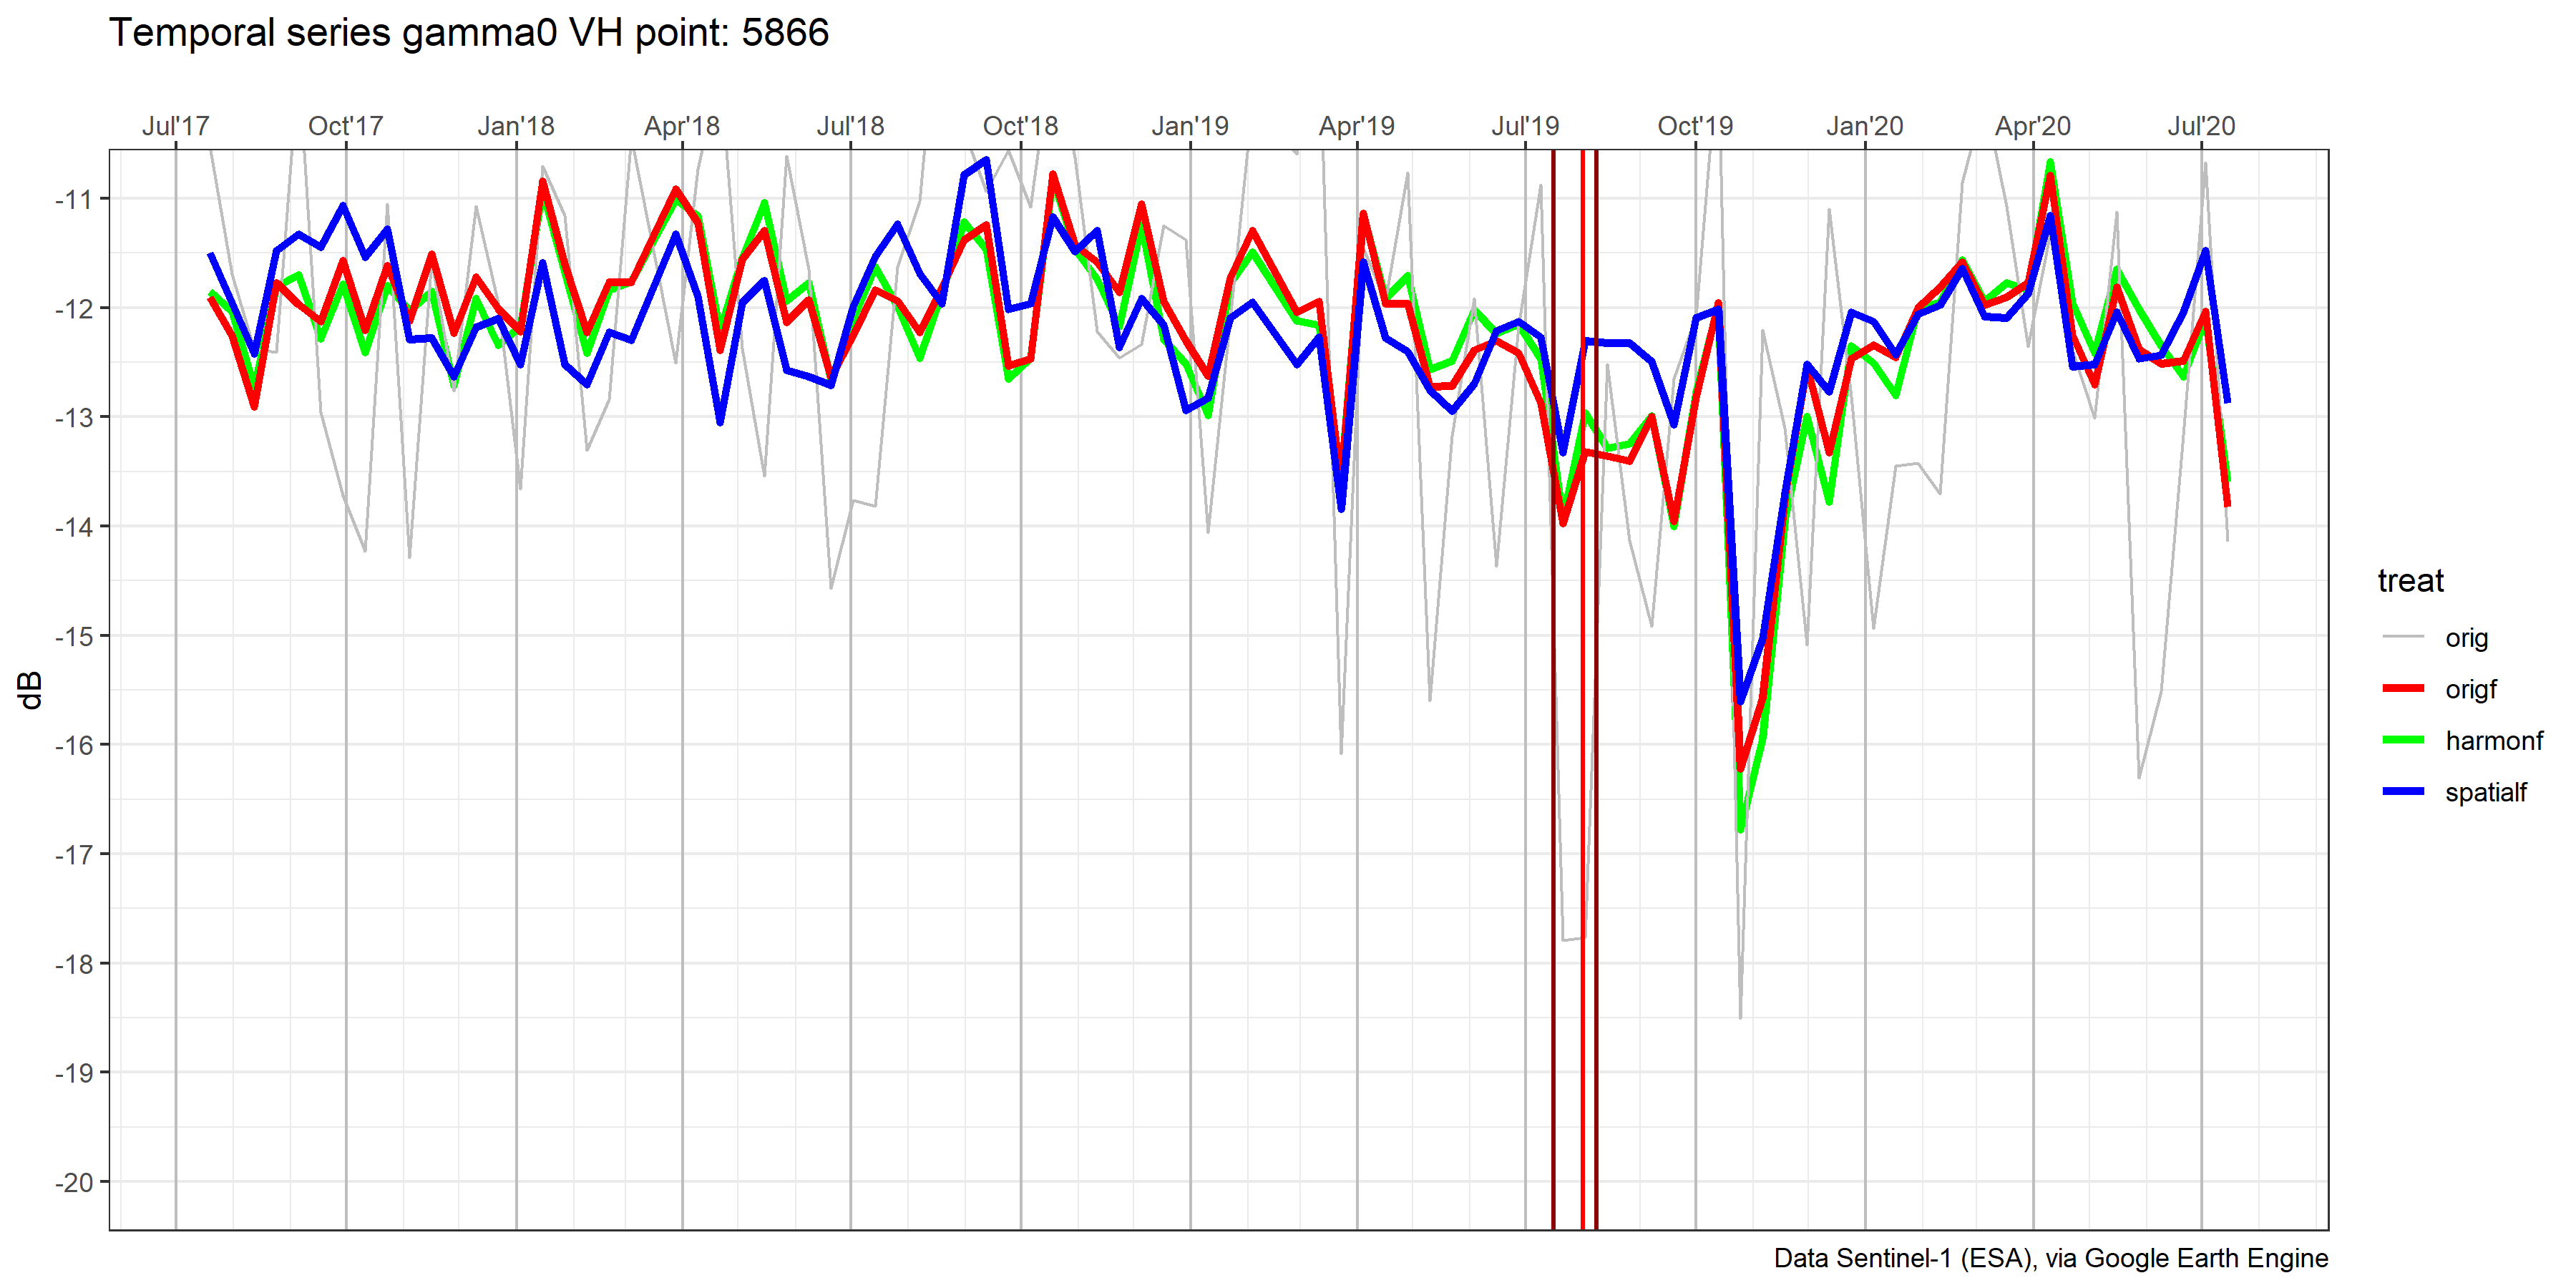 Temporal series gamma0 VH point: 5866
Jul'17 Oct'17 Jan'18 Apr'18 Jul'18 Oct'18 Jan'19 Apr'19 Jul'19 Oct'19 Jan'20 Apr'20 Jul'20
-11
-12
-13
-14
-15
-16
-17
-18
-19
-20
dB
treat
orig
origf
harmonf
spatialf
Data Sentinel-1 (ESA), via Google Earth Engine